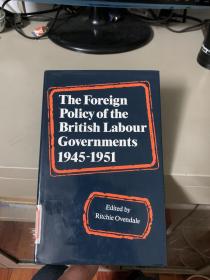 The Foreign
Policy of the
British Labour
Governments
1945-1951
Edited by
Ritchie Ovendale